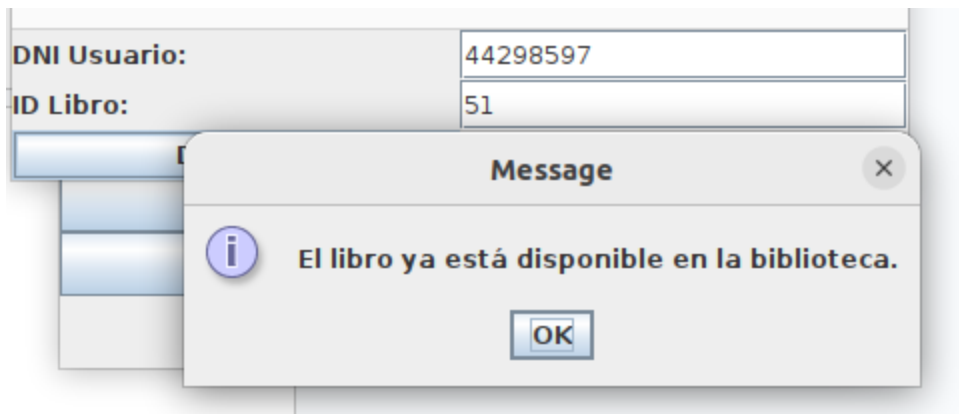 DNI Usuario:
44298597
ID Libro:
51
Message
El libro ya está disponible en la biblioteca.
OK